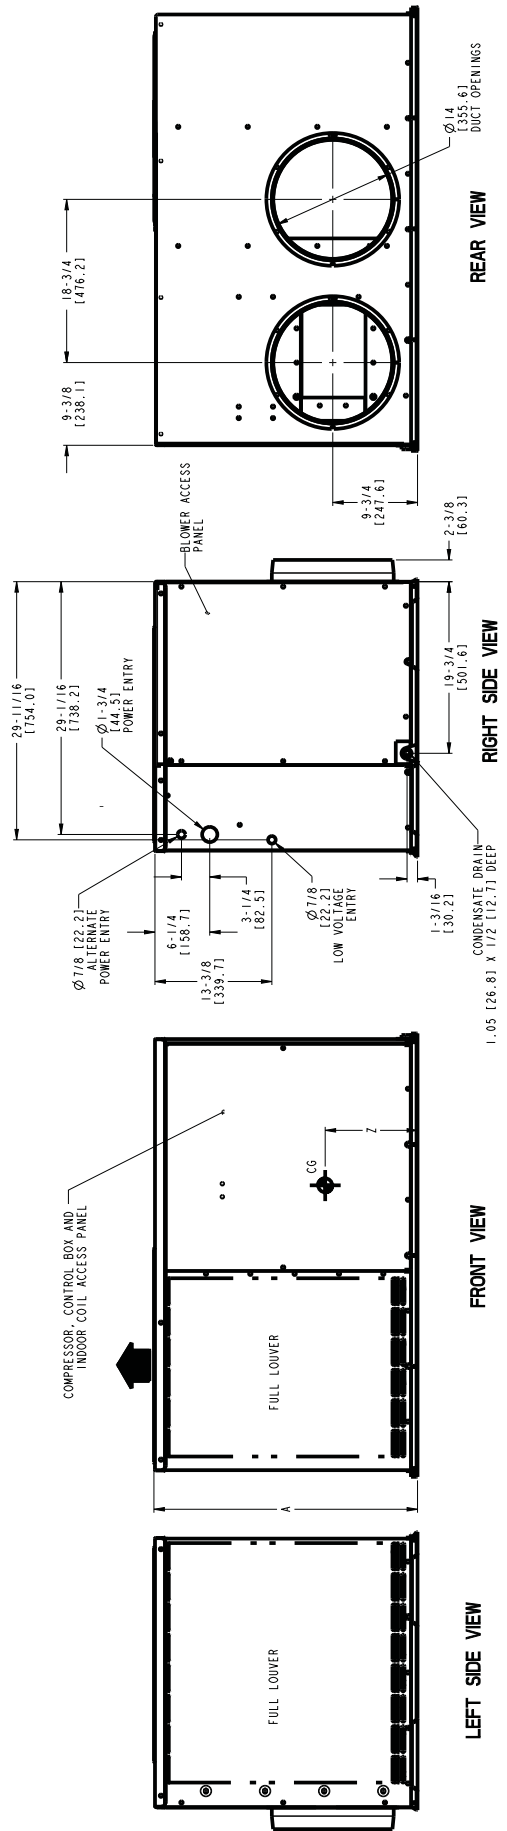 FULL LOUVER
LEFT SIDE VIEW
A
FULL LOUVER
COMPRESSOR, CONTROL BOX AND
INDOOR COIL ACCESS PANEL
CG
Z
FRONT VIEW
Ø7/8 [22.2]
ALTERNATE
POWER ENTRY
6-1/4
[158.7]
13-3/8
[339.7]
3-1/4
[82.5]
Ø7/8
[22.2]
LOW VOLTAGE
ENTRY
29-11/16
[754.0]
29-1/16
[738.2]
Ø1-3/4
[44.5]
POWER ENTRY
BLOWER ACCESS
PANEL
1-3/16
[30.2]
CONDENSATE DRAIN
1.05 [26.8] X 1/2 [12.7] DEEP
19-3/4
[501.6]
2-3/8
[60.3]
RIGHT SIDE VIEW
9-3/8
[238.1]
18-3/4
[476.2]
9-3/4
[247.6]
Ø14
[355.6]
DUCT OPENINGS
REAR VIEW